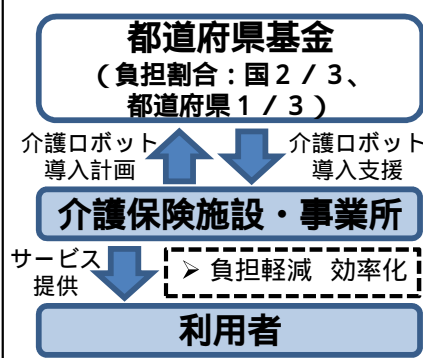 都道府県基金
(負担割合：国2／3、
都道府県1／3)
介護ロボット
導入計画
介護ロボット
導入支援
介護保険施設・事業所
サービス
提供
➢ 負担軽減 効率化
利用者